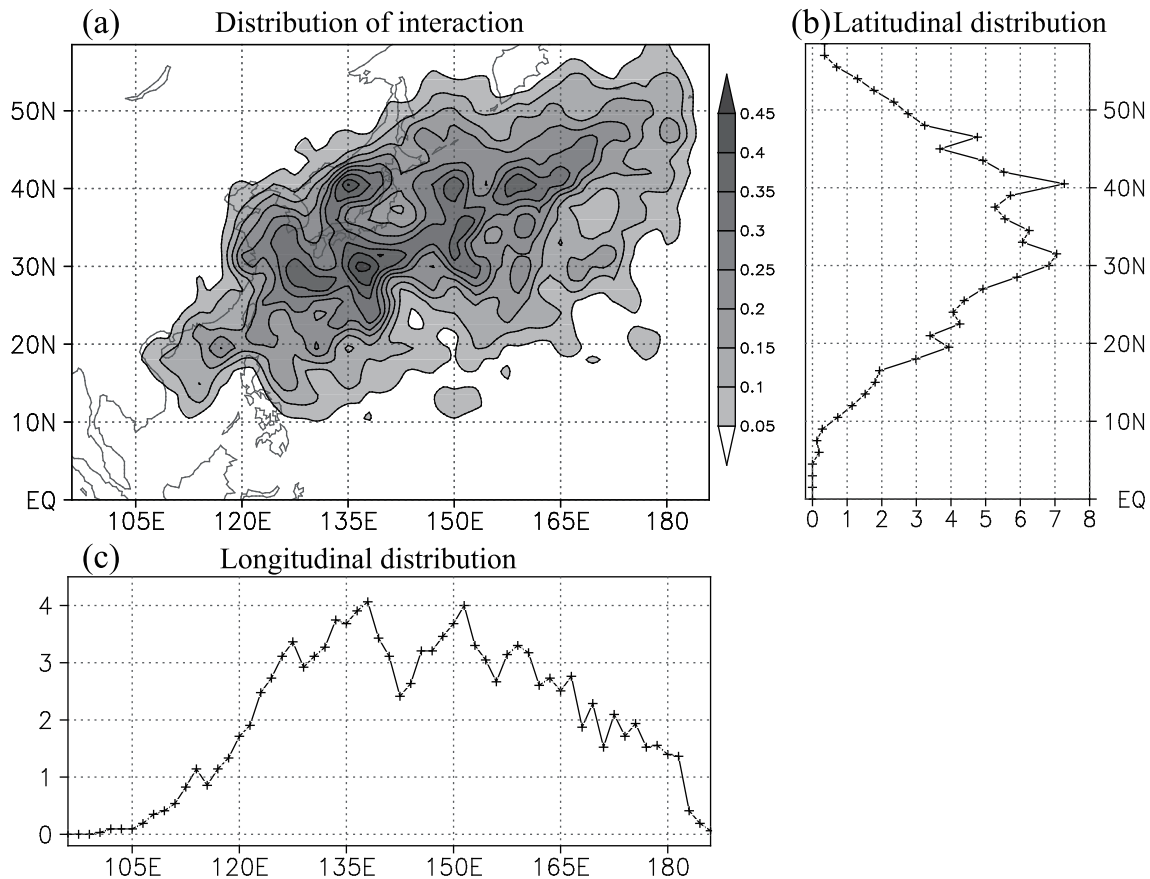 (a) Distribution of interaction
(b) Latitudinal distribution
50N
40N
30N
20N
10N
EQ
105E 120E 135E 150E 165E 180
0.45
0.4
0.35
0.3
0.25
0.2
0.15
0.1
0.05
50N
40N
30N
20N
10N
EQ
0 1 2 3 4 5 6 7 8
(c) Longitudinal distribution
4
3
2
1
0
105E 120E 135E 150E 165E 180